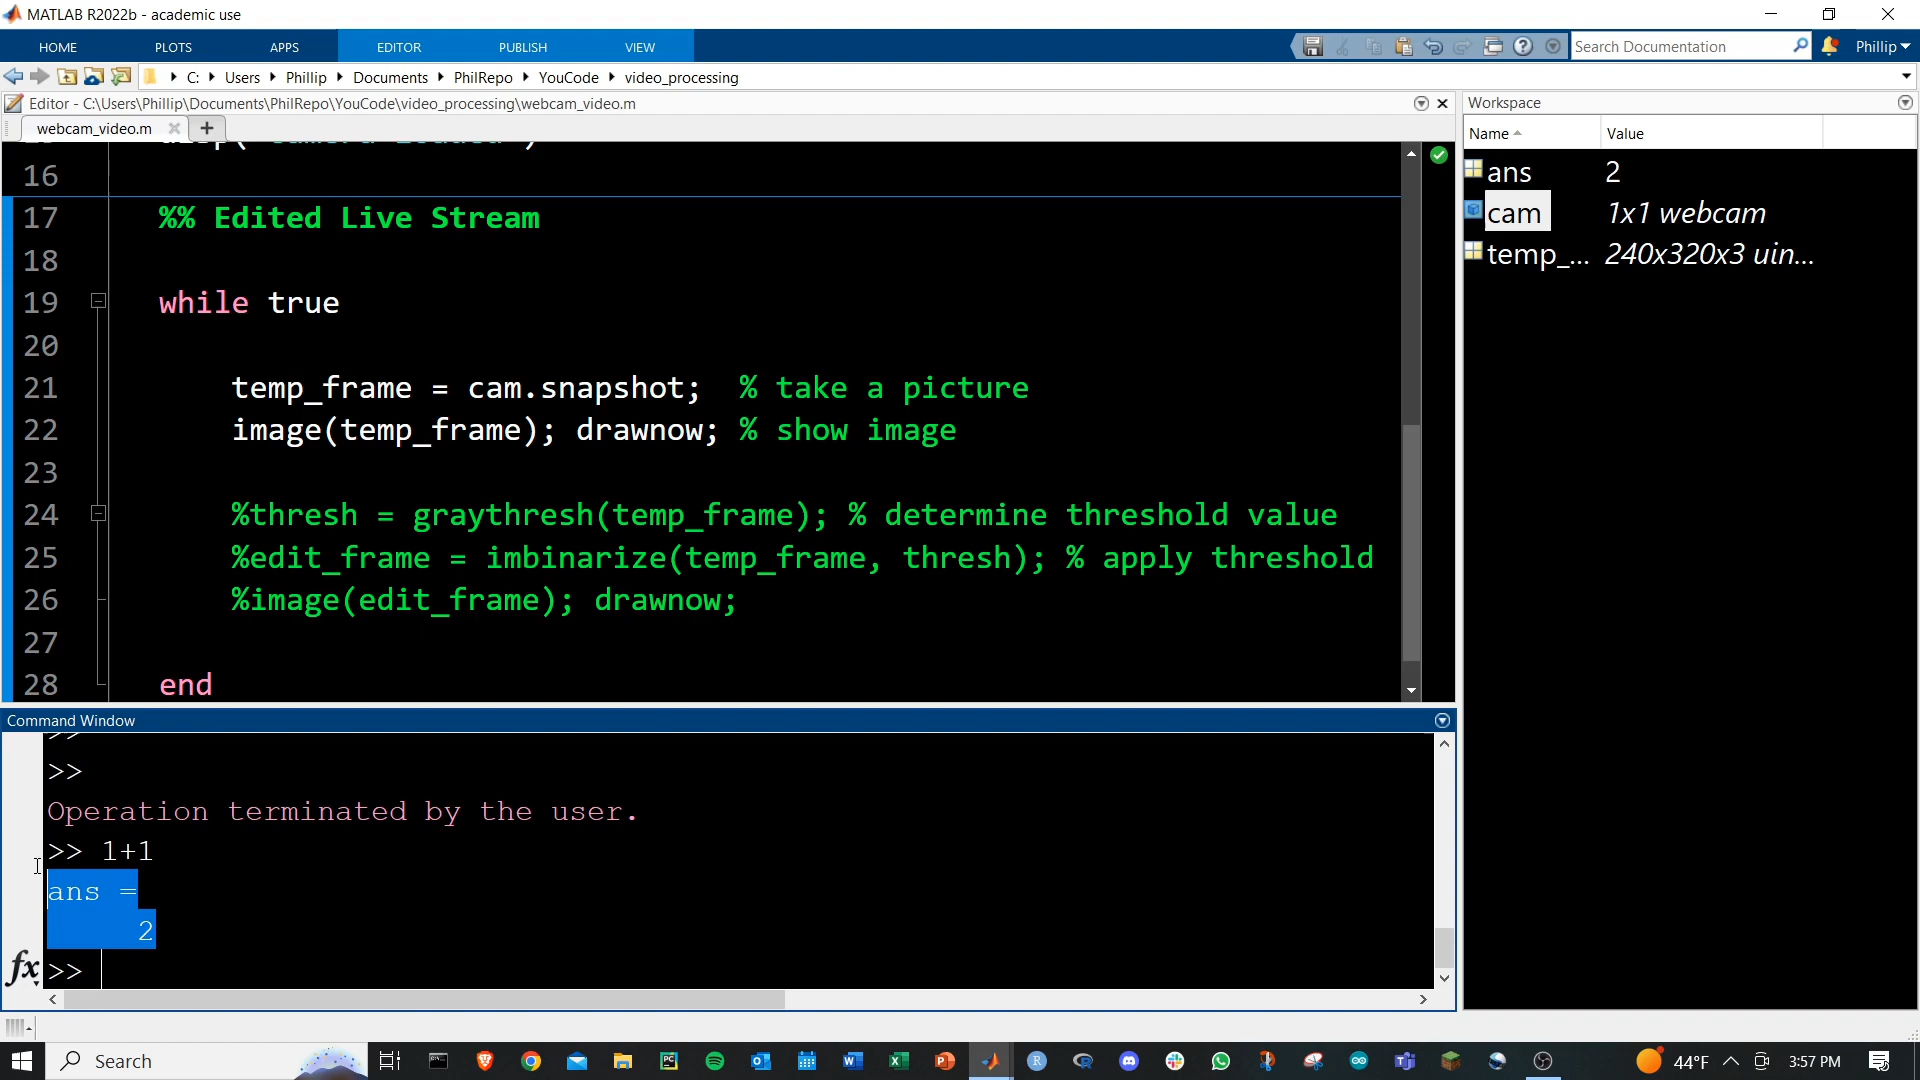 MATLAB R2022b - academic use
HOME PLOTS APPS EDITOR PUBLISH VIEW Search Documentation Phillip
C: Users Phillip Documents PhilRepo YouCode video_processing
Editor - C:\Users\Phillip\Documents\PhilRepo\YouCode\video_processing\webcam_video.m
webcam_video.m
16
17 %% Edited Live Stream
18
19 while true
20
21 temp_frame = cam.snapshot; % take a picture
22 image(temp_frame); drawnow; % show image
23
24 %thresh = graythresh(temp_frame); % determine threshold value
25 %edit_frame = imbinarize(temp_frame, thresh); % apply threshold
26 %image(edit_frame); drawnow;
27
28 end
Workspace
Name Value
ans 2
cam 1x1 webcam
temp_... 240x320x3 uin...
Command Window
>>
>>
Operation terminated by the user.
>> 1+1
ans =
2
fx >>
Search 44°F 3:57 PM